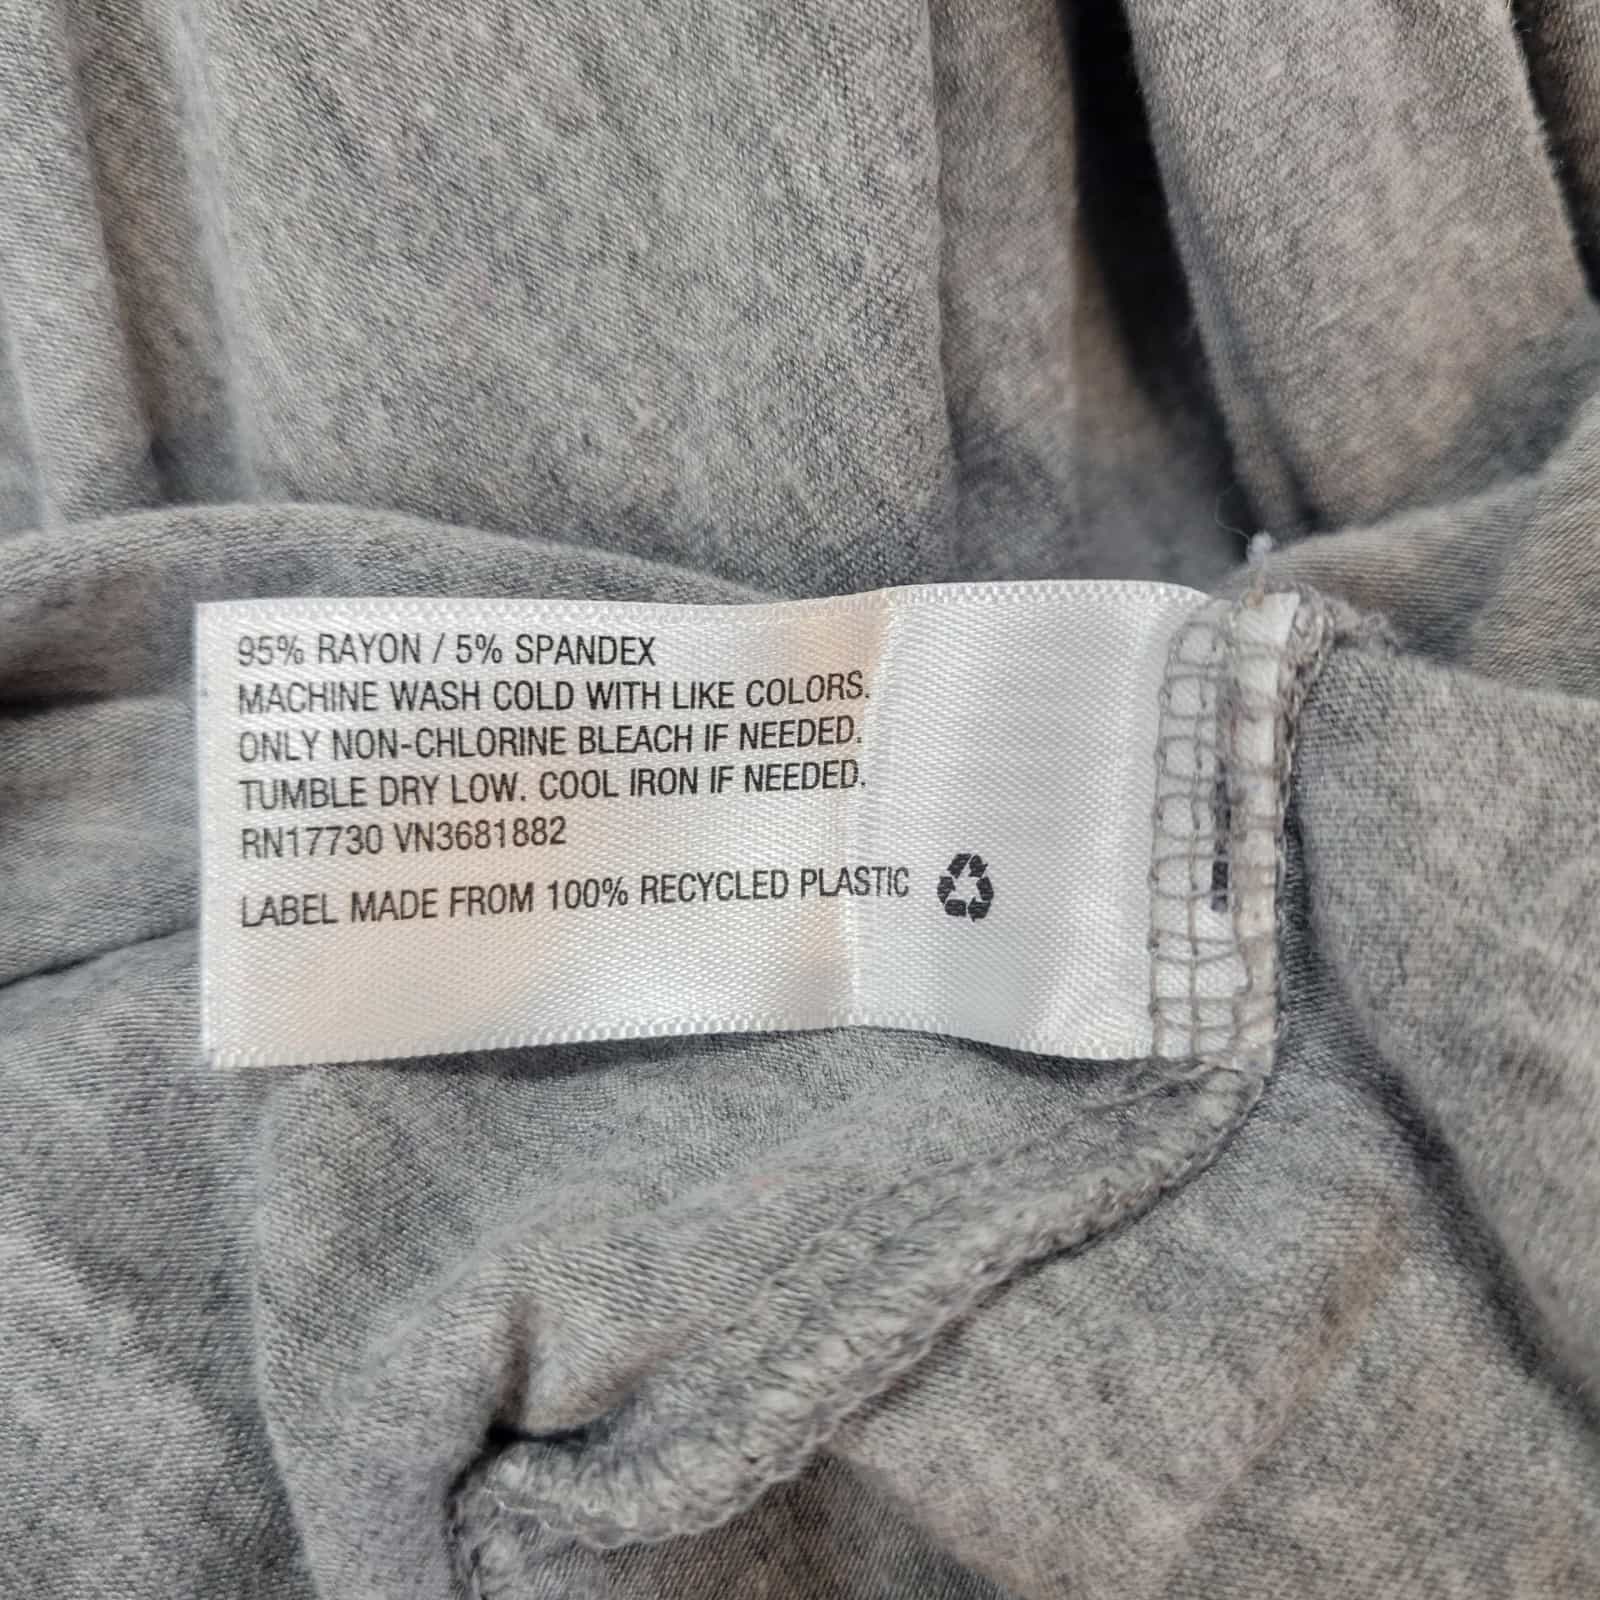 95% RAYON / 5% SPANDEX
MACHINE WASH COLD WITH LIKE COLORS.
ONLY NON-CHLORINE BLEACH IF NEEDED.
TUMBLE DRY LOW. COOL IRON IF NEEDED.
RN17730 VN3681882
LABEL MADE FROM 100% RECYCLED PLASTIC